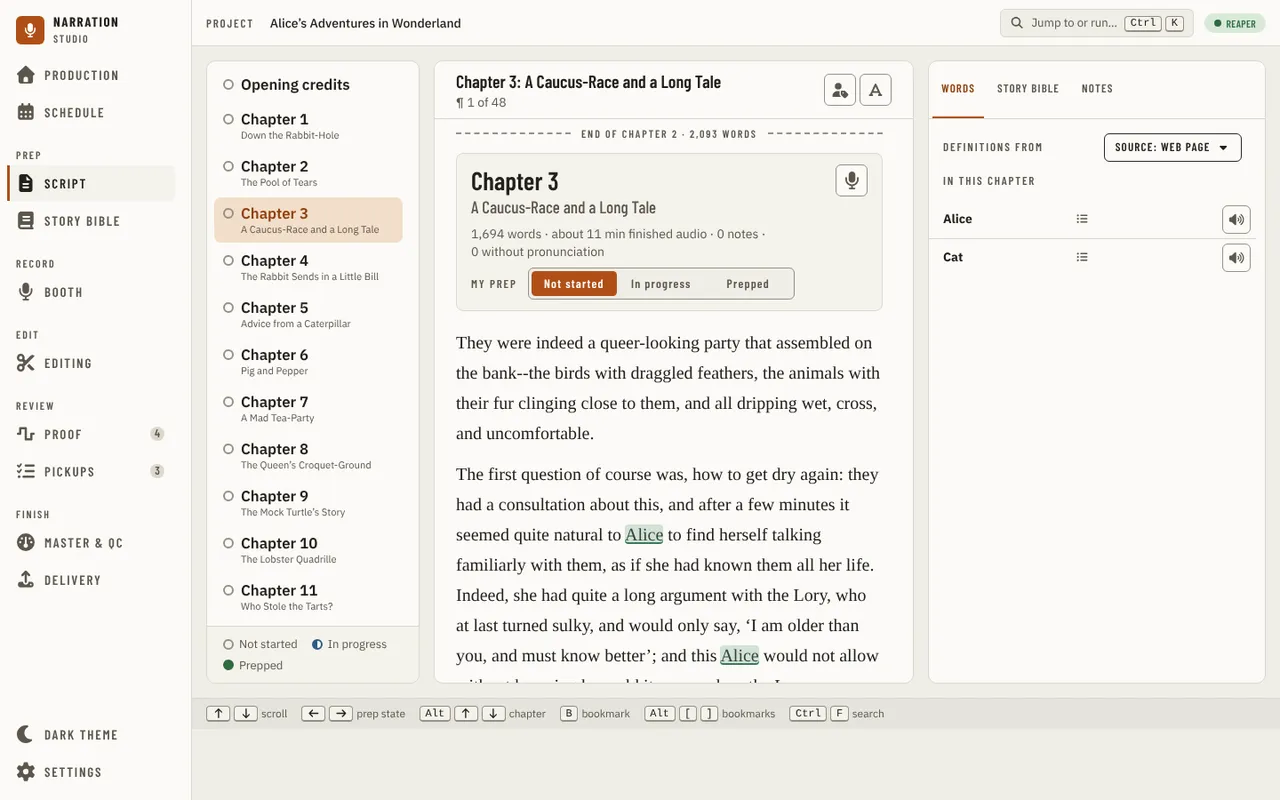 NARRATION
STUDIO
PRODUCTION
SCHEDULE
PREP
SCRIPT
STORY BIBLE
RECORD
BOOTH
EDIT
EDITING
REVIEW
PROOF 4
PICKUPS 3
FINISH
MASTER & QC
DELIVERY
DARK THEME
SETTINGS
PROJECT Alice's Adventures in Wonderland
Jump to or run... Ctrl K
REAPER
Opening credits
Chapter 1
Down the Rabbit-Hole
Chapter 2
The Pool of Tears
Chapter 3
A Caucus-Race and a Long Tale
Chapter 4
The Rabbit Sends in a Little Bill
Chapter 5
Advice from a Caterpillar
Chapter 6
Pig and Pepper
Chapter 7
A Mad Tea-Party
Chapter 8
The Queen's Croquet-Ground
Chapter 9
The Mock Turtle's Story
Chapter 10
The Lobster Quadrille
Chapter 11
Who Stole the Tarts?
Not started In progress
Prepped
Chapter 3: A Caucus-Race and a Long Tale
¶ 1 of 48
A
END OF CHAPTER 2 · 2,093 WORDS
Chapter 3
A Caucus-Race and a Long Tale
1,694 words · about 11 min finished audio · 0 notes ·
0 without pronunciation
MY PREP Not started In progress Prepped
They were indeed a queer-looking party that assembled on
the bank--the birds with draggled feathers, the animals with
their fur clinging close to them, and all dripping wet, cross,
and uncomfortable.
The first question of course was, how to get dry again: they
had a consultation about this, and after a few minutes it
seemed quite natural to Alice to find herself talking
familiarly with them, as if she had known them all her life.
Indeed, she had quite a long argument with the Lory, who
at last turned sulky, and would only say, ‘I am older than
you, and must know better’; and this Alice would not allow
WORDS STORY BIBLE NOTES
DEFINITIONS FROM SOURCE: WEB PAGE
IN THIS CHAPTER
Alice
Cat
↑ ↓ scroll ← → prep state Alt ↑ ↓ chapter B bookmark Alt [ ] bookmarks Ctrl F search